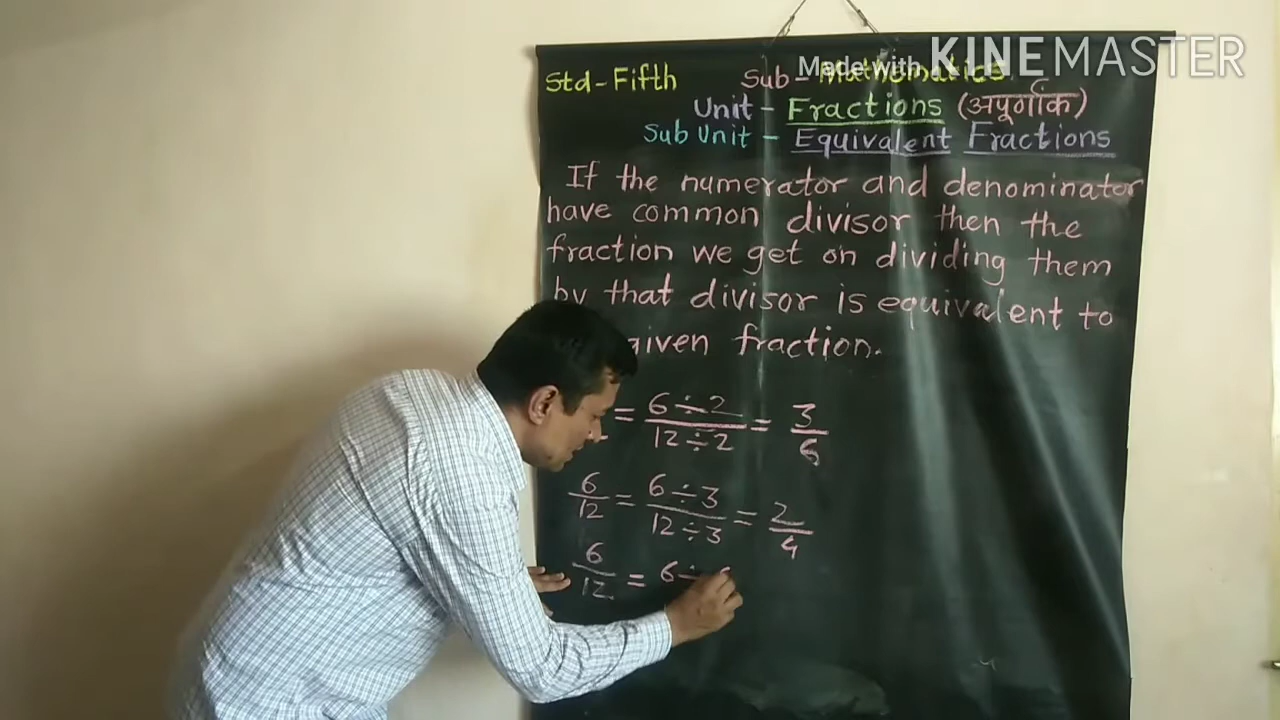 Made with KINEMASTER
Std - Fifth Sub - Mathematics
Unit - Fractions (अपूर्णांक)
Sub Unit - Equivalent Fractions
If the numerator and denominator
have common divisor then the
fraction we get on dividing them
by that divisor is equivalent to
given fraction.
= 6÷2/12÷2 = 3/6
6/12 = 6÷3/12÷3 = 2/4
6/12 = 6÷